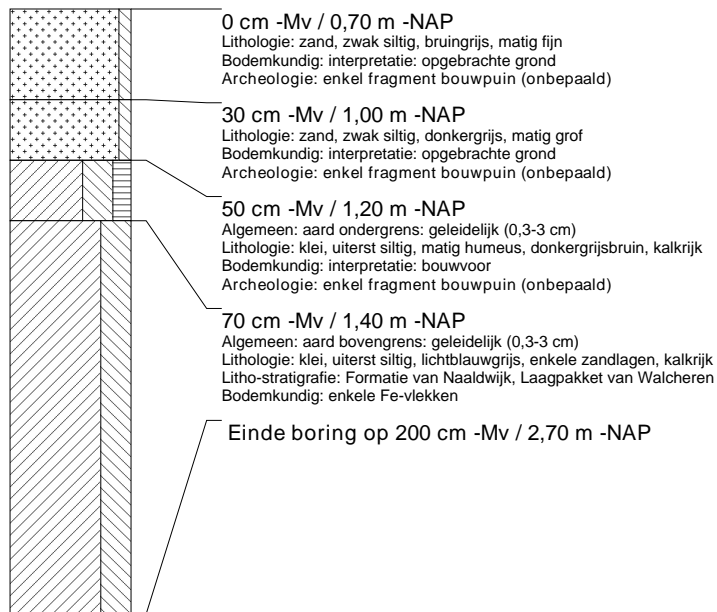 0 cm -Mv / 0,70 m -NAP
Lithologie: zand, zwak siltig, bruingrijs, matig fijn
Bodemkundig: interpretatie: opgebrachte grond
Archeologie: enkel fragment bouwpuin (onbepaald)
30 cm -Mv / 1,00 m -NAP
Lithologie: zand, zwak siltig, donkergrijs, matig grof
Bodemkundig: interpretatie: opgebrachte grond
Archeologie: enkel fragment bouwpuin (onbepaald)
50 cm -Mv / 1,20 m -NAP
Algemeen: aard ondergrens: geleidelijk (0,3-3 cm)
Lithologie: klei, uiterst siltig, matig humeus, donkergrijsbruin, kalkrijk
Bodemkundig: interpretatie: bouwvoor
Archeologie: enkel fragment bouwpuin (onbepaald)
70 cm -Mv / 1,40 m -NAP
Algemeen: aard bovengrens: geleidelijk (0,3-3 cm)
Lithologie: klei, uiterst siltig, lichtblauwgrijs, enkele zandlagen, kalkrijk
Litho-stratigrafie: Formatie van Naaldwijk, Laagpakket van Walcheren
Bodemkundig: enkele Fe-vlekken
Einde boring op 200 cm -Mv / 2,70 m -NAP